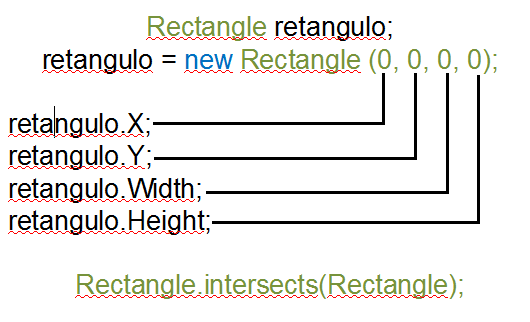 Rectangle retangulo;
retangulo = new Rectangle (0, 0, 0, 0);
retangulo.X;
retangulo.Y;
retangulo.Width;
retangulo.Height;
Rectangle.intersects(Rectangle);